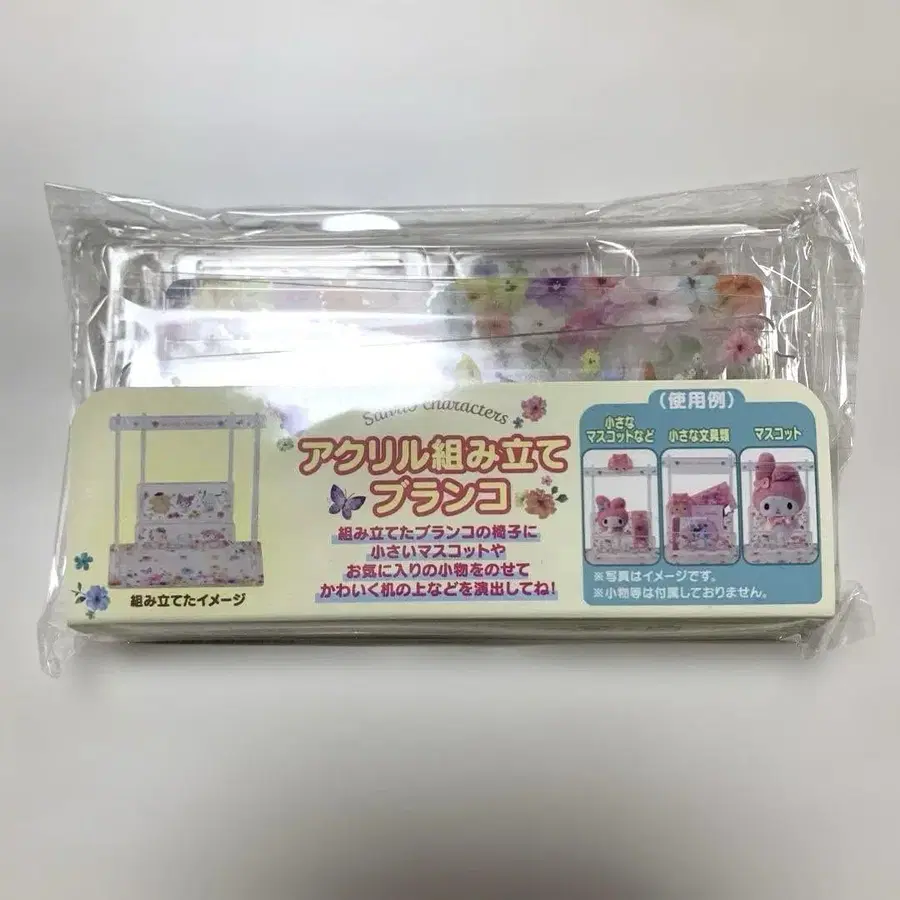 Sanrio characters
アクリル組み立て
ブランコ
組み立てたブランコの椅子に
小さいマスコットや
お気に入りの小物をのせて
かわいく机の上などを演出してね!
組み立てたイメージ
(使用例)
小さな
マスコットなど
小さな文具類
マスコット
※写真はイメージです。
※小物等は付属しておりません。